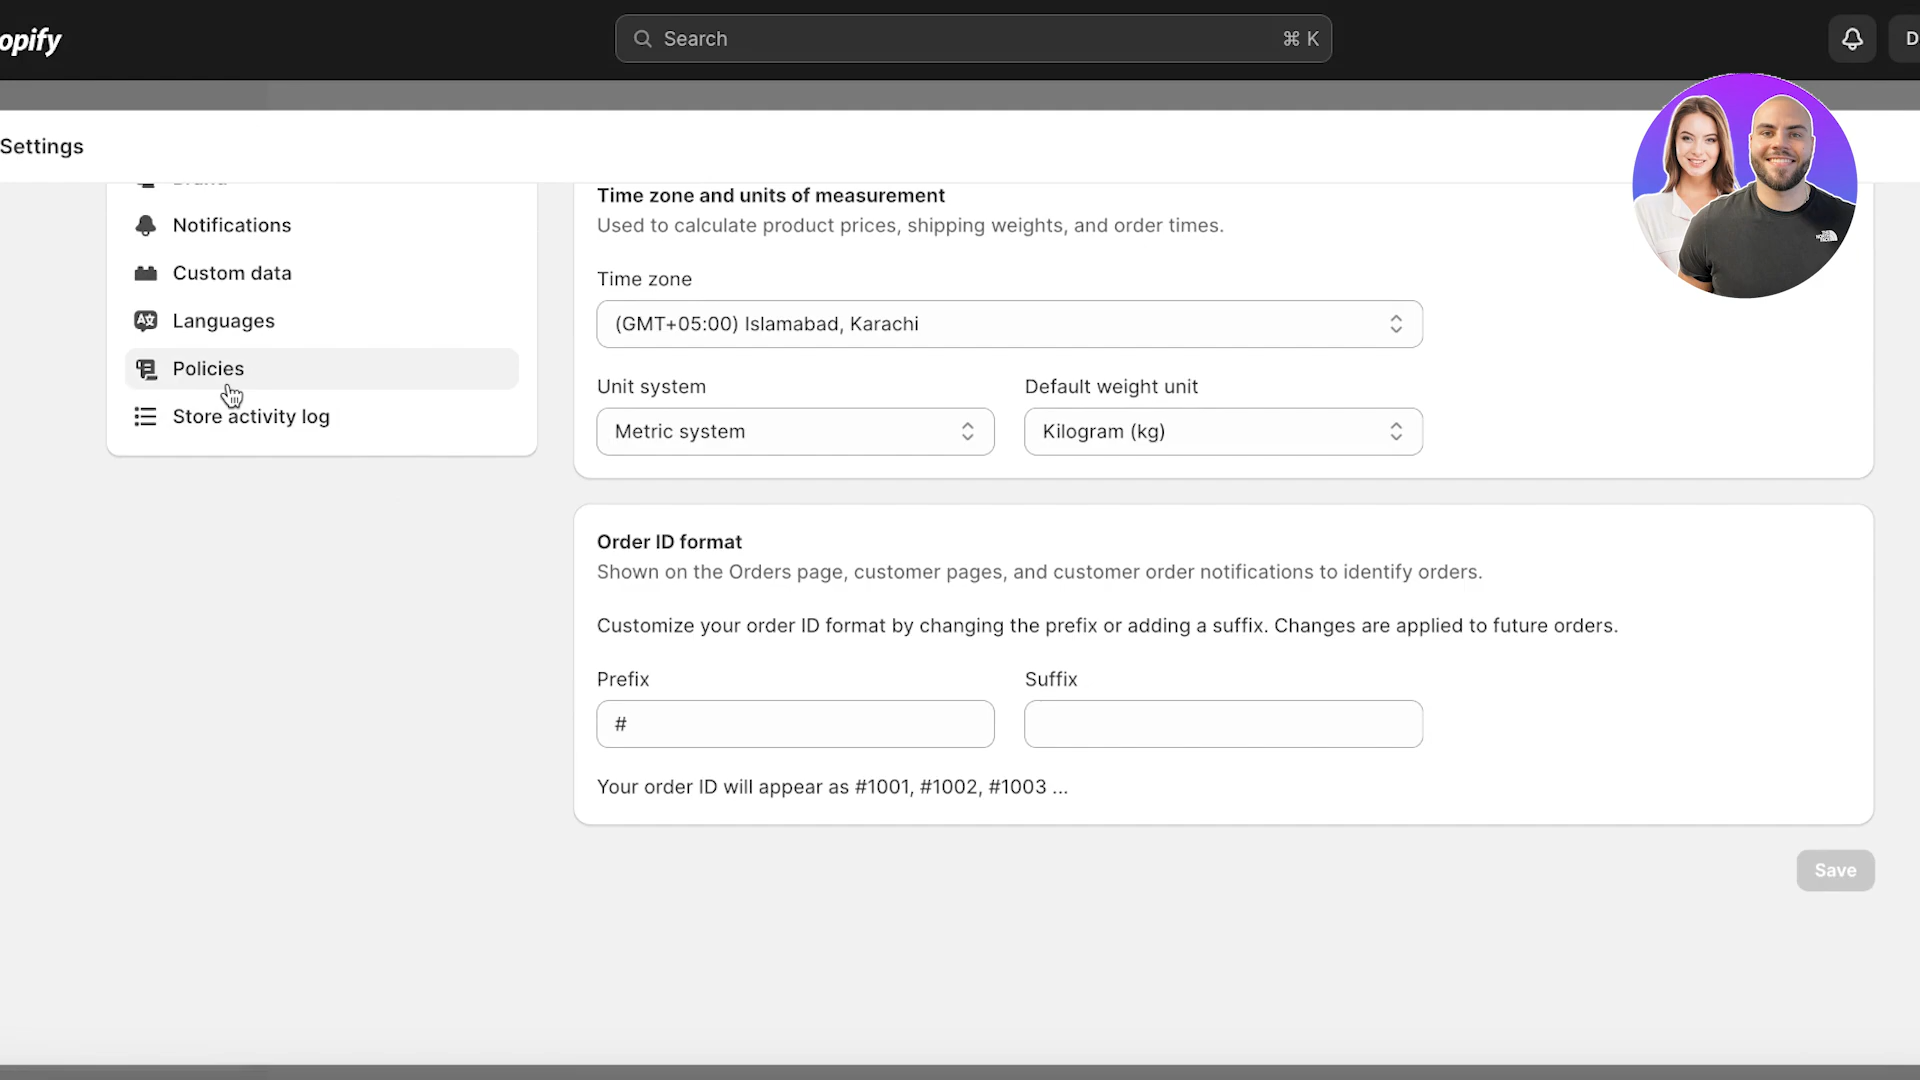 opify
Search
⌘ K
D
Settings
Notifications
Custom data
Languages
Policies
Store activity log
Time zone and units of measurement
Used to calculate product prices, shipping weights, and order times.
Time zone
(GMT+05:00) Islamabad, Karachi
Unit system
Default weight unit
Metric system
Kilogram (kg)
Order ID format
Shown on the Orders page, customer pages, and customer order notifications to identify orders.
Customize your order ID format by changing the prefix or adding a suffix. Changes are applied to future orders.
Prefix
Suffix
#
Your order ID will appear as #1001, #1002, #1003 ...
Save